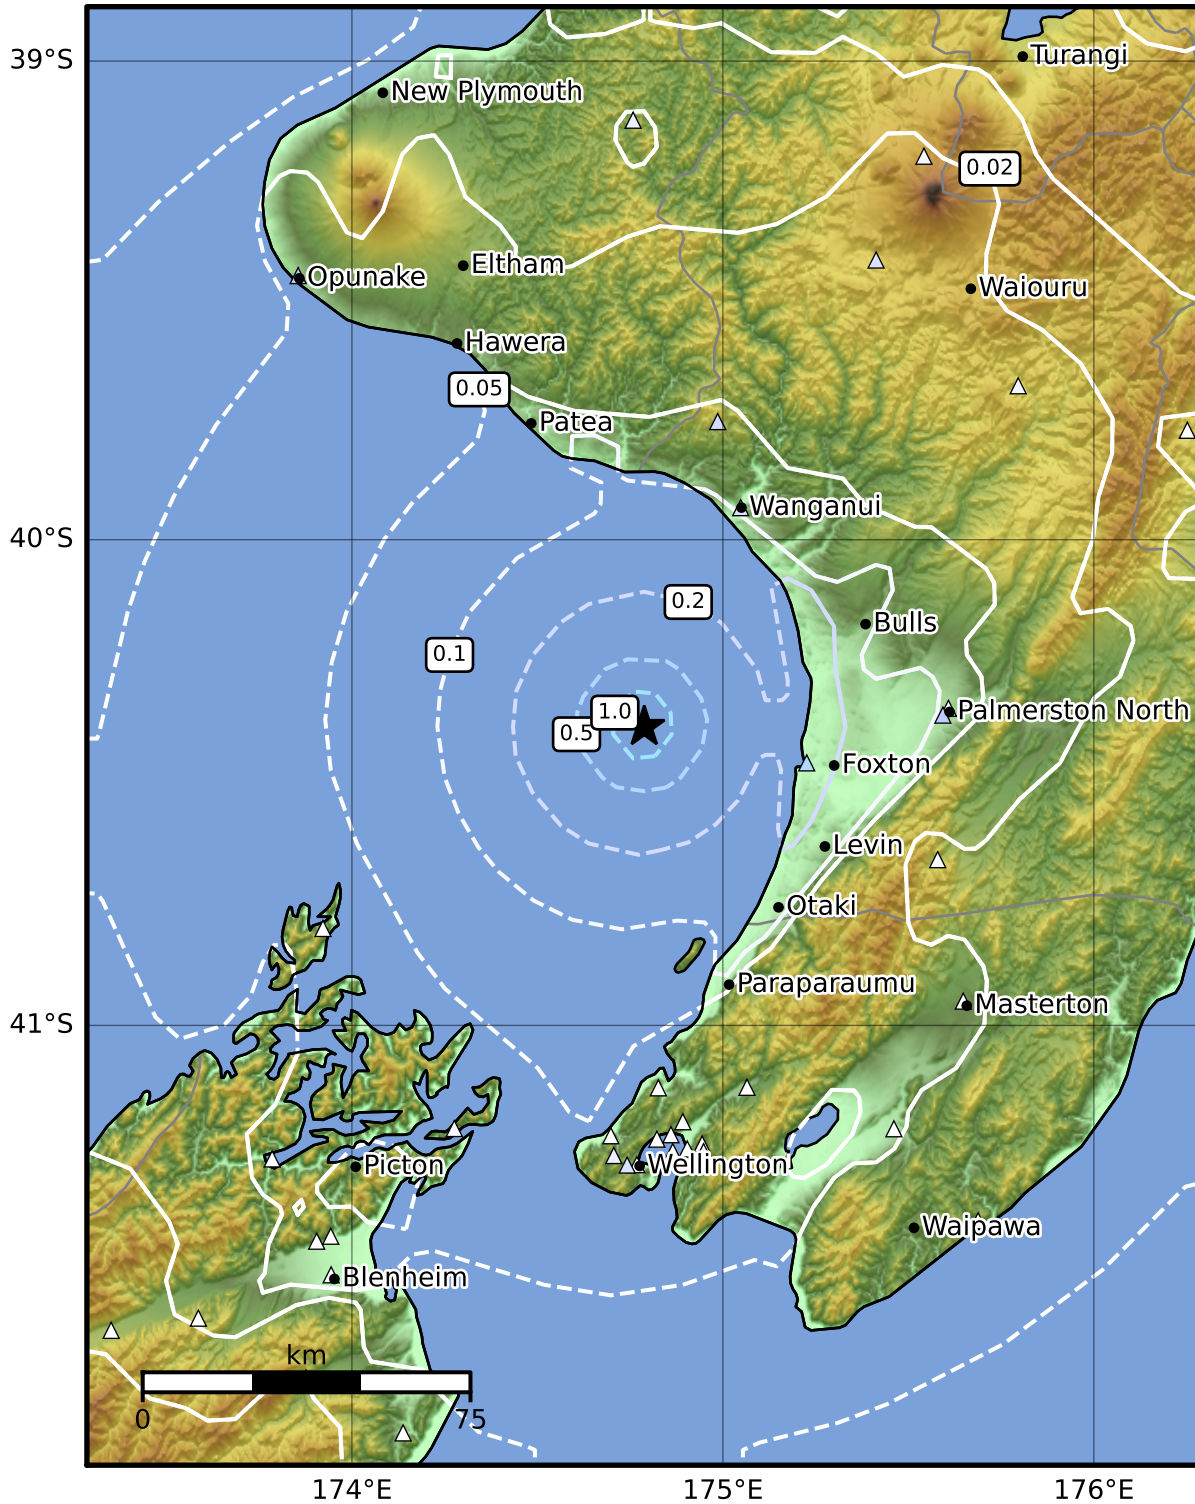 39°S
Turangi
New Plymouth
0.02
Opunake
Eltham
Waiouru
Hawera
0.05
Patea
Wanganui
40°S
0.2
Bulls
0.1
1.0
Palmerston North
0.5
Foxton
Levin
Otaki
Paraparaumu
Masterton
41°S
Picton
Wellington
Waipawa
Blenheim
km
0
75
174°E
175°E
176°E